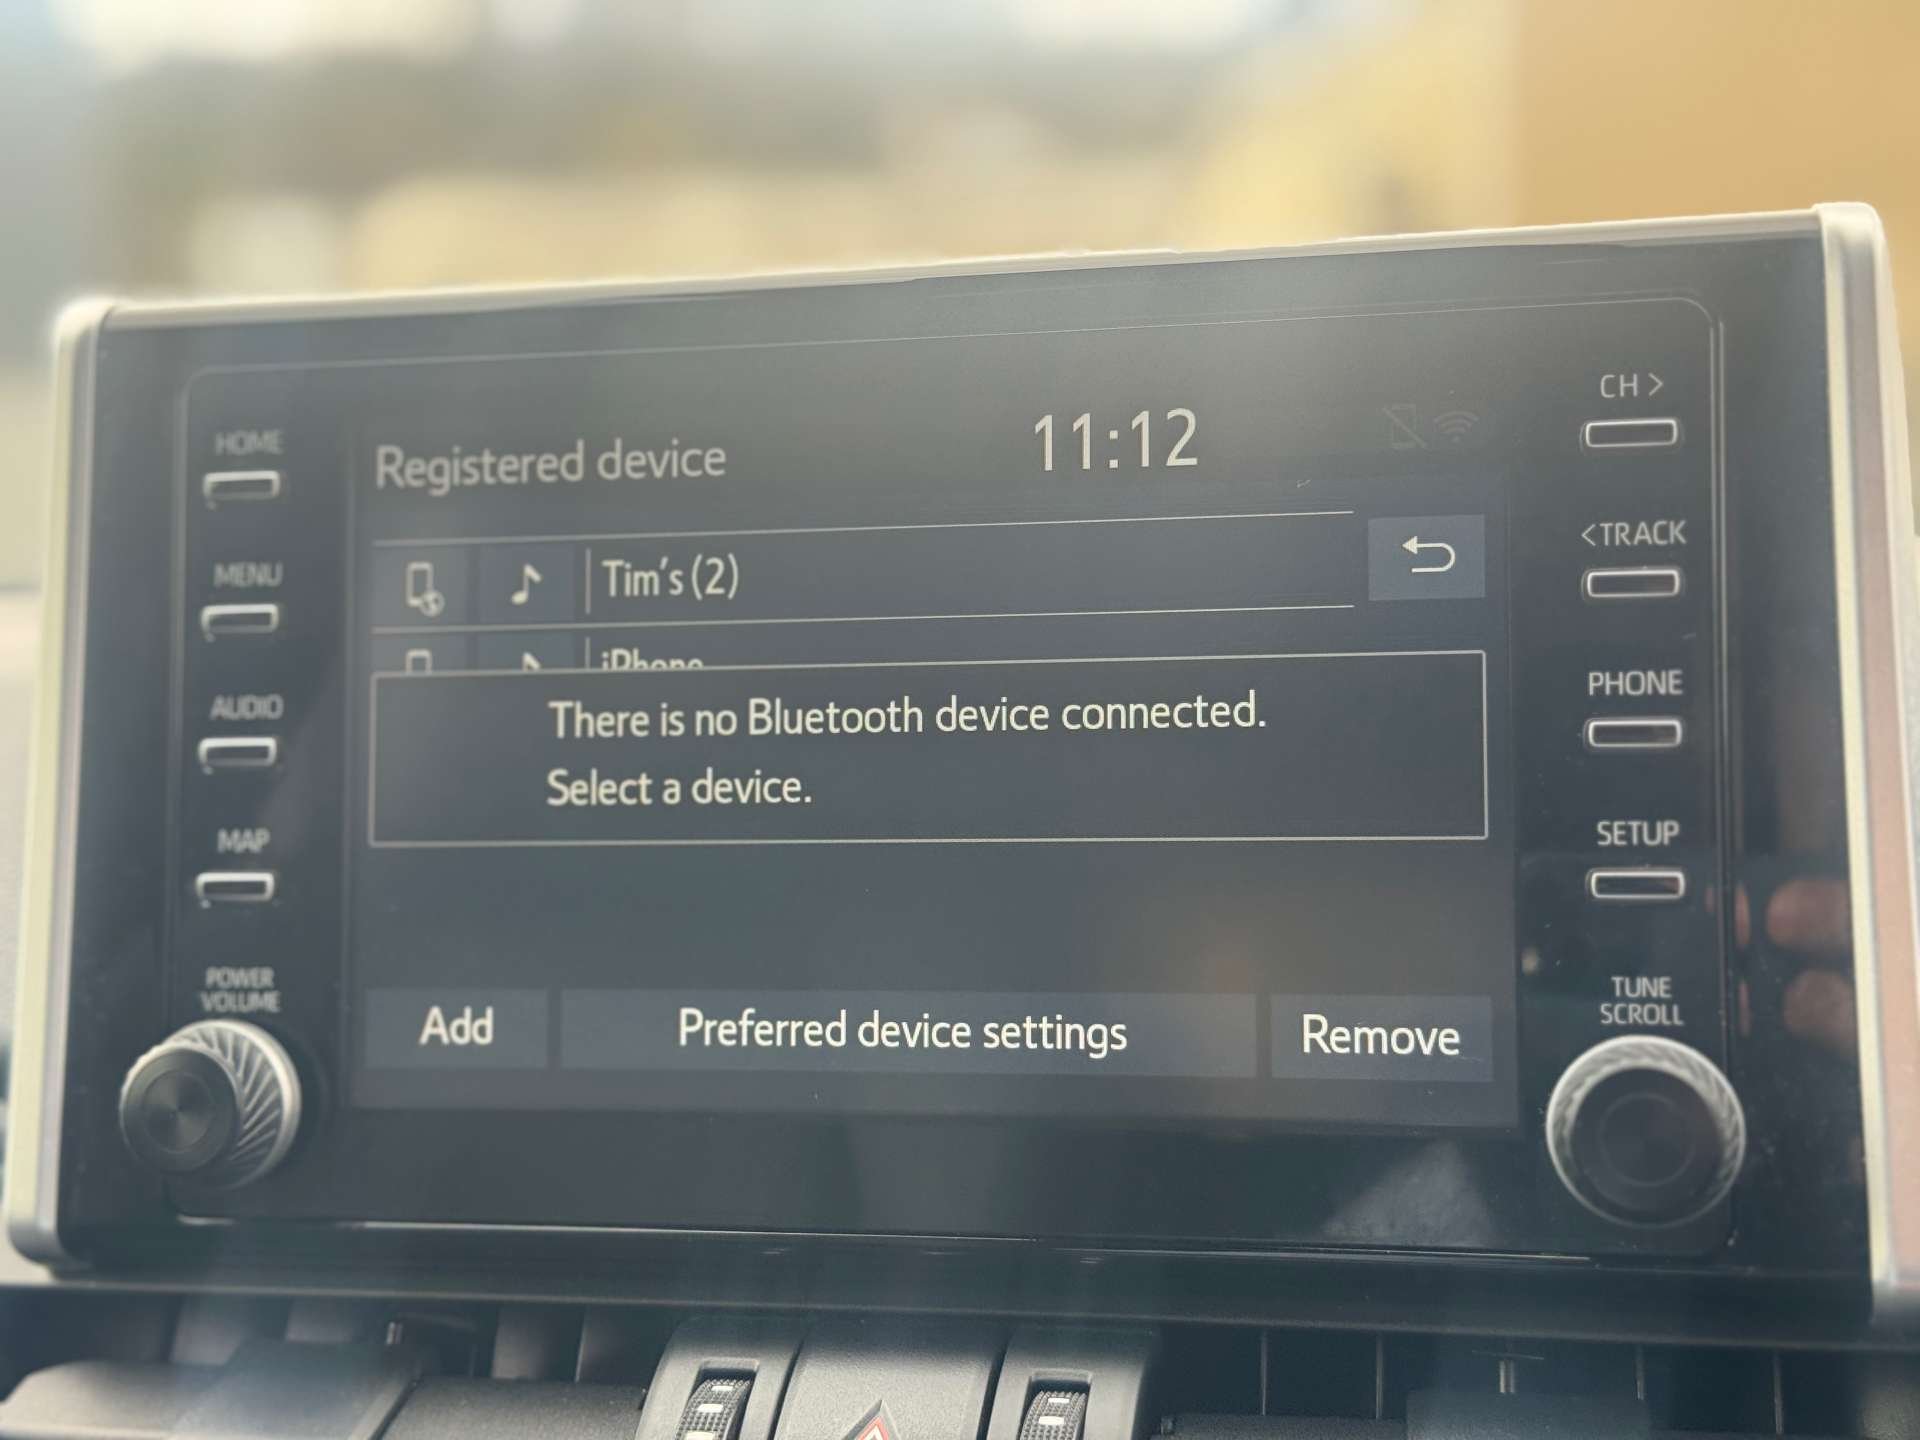 HOME
MENU
AUDIO
MAP
POWER
VOLUME
Registered device
11:12
Tim's (2)
iPhone
There is no Bluetooth device connected.
Select a device.
Add
Preferred device settings
Remove
CH >
<TRACK
PHONE
SETUP
TUNE
SCROLL